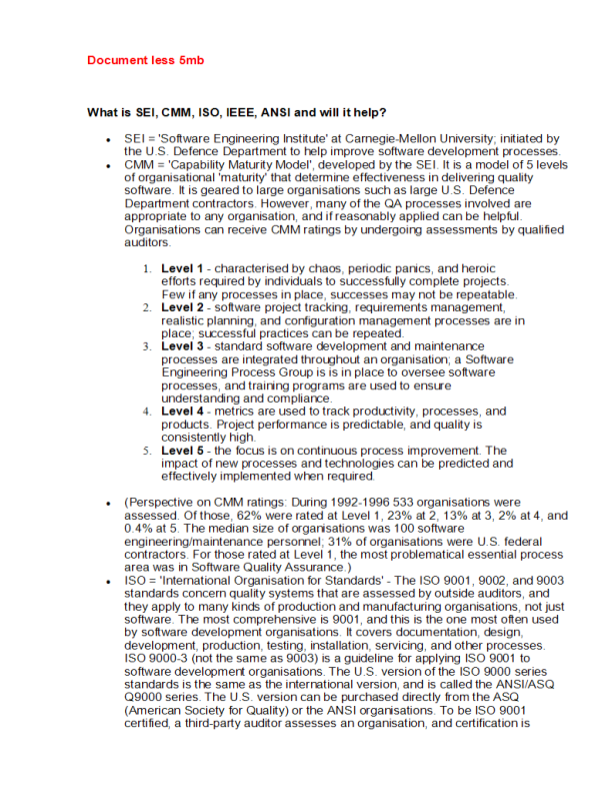 Document less 5mb
What is SEI, CMM, ISO, IEEE, ANSI and will it help?
• SEI = 'Software Engineering Institute' at Carnegie-Mellon University; initiated by
the U.S. Defence Department to help improve software development processes.
• CMM = 'Capability Maturity Model', developed by the SEI. It is a model of 5 levels
of organisational 'maturity' that determine effectiveness in delivering quality
software. It is geared to large organisations such as large U.S. Defence
Department contractors. However, many of the QA processes involved are
appropriate to any organisation, and if reasonably applied can be helpful.
Organisations can receive CMM ratings by undergoing assessments by qualified
auditors.
1. Level 1 - characterised by chaos, periodic panics, and heroic
efforts required by individuals to successfully complete projects.
Few if any processes in place, successes may not be repeatable.
2. Level 2 - software project tracking, requirements management,
realistic planning, and configuration management processes are in
place; successful practices can be repeated.
3. Level 3 - standard software development and maintenance
processes are integrated throughout an organisation; a Software
Engineering Process Group is is in place to oversee software
processes, and training programs are used to ensure
understanding and compliance.
4. Level 4 - metrics are used to track productivity, processes, and
products. Project performance is predictable, and quality is
consistently high.
5. Level 5 - the focus is on continuous process improvement. The
impact of new processes and technologies can be predicted and
effectively implemented when required.
• (Perspective on CMM ratings: During 1992-1996 533 organisations were
assessed. Of those, 62% were rated at Level 1, 23% at 2, 13% at 3, 2% at 4, and
0.4% at 5. The median size of organisations was 100 software
engineering/maintenance personnel; 31% of organisations were U.S. federal
contractors. For those rated at Level 1, the most problematical essential process
area was in Software Quality Assurance.)
• ISO = 'International Organisation for Standards' - The ISO 9001, 9002, and 9003
standards concern quality systems that are assessed by outside auditors, and
they apply to many kinds of production and manufacturing organisations, not just
software. The most comprehensive is 9001, and this is the one most often used
by software development organisations. It covers documentation, design,
development, production, testing, installation, servicing, and other processes.
ISO 9000-3 (not the same as 9003) is a guideline for applying ISO 9001 to
software development organisations. The U.S. version of the ISO 9000 series
standards is the same as the international version, and is called the ANSI/ASQ
Q9000 series. The U.S. version can be purchased directly from the ASQ
(American Society for Quality) or the ANSI organisations. To be ISO 9001
certified, a third-party auditor assesses an organisation, and certification is